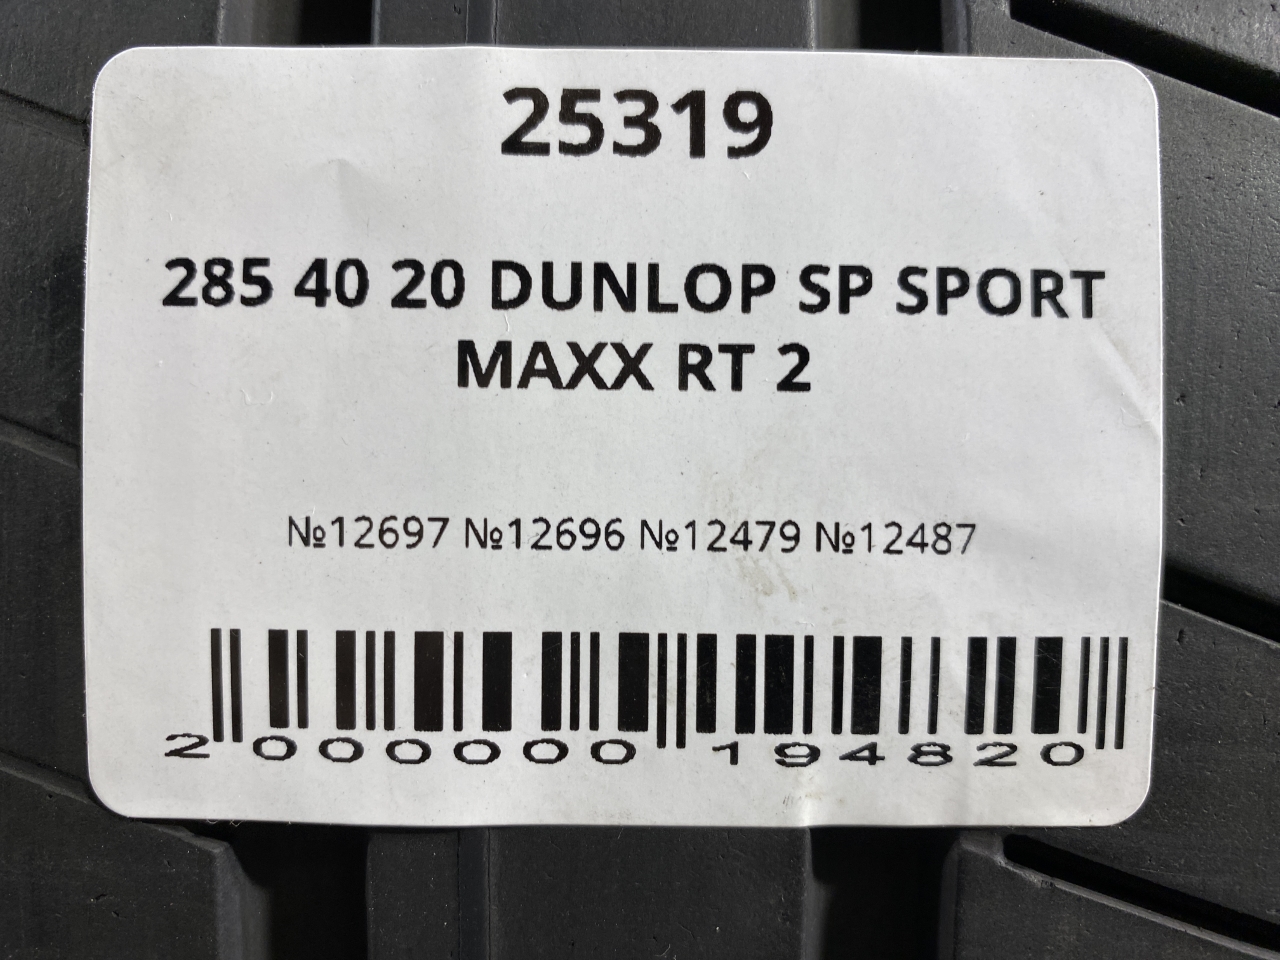 25319
285 40 20 DUNLOP SP SPORT
MAXX RT 2
№12697 №12696 №12479 №12487
2 000000 194820